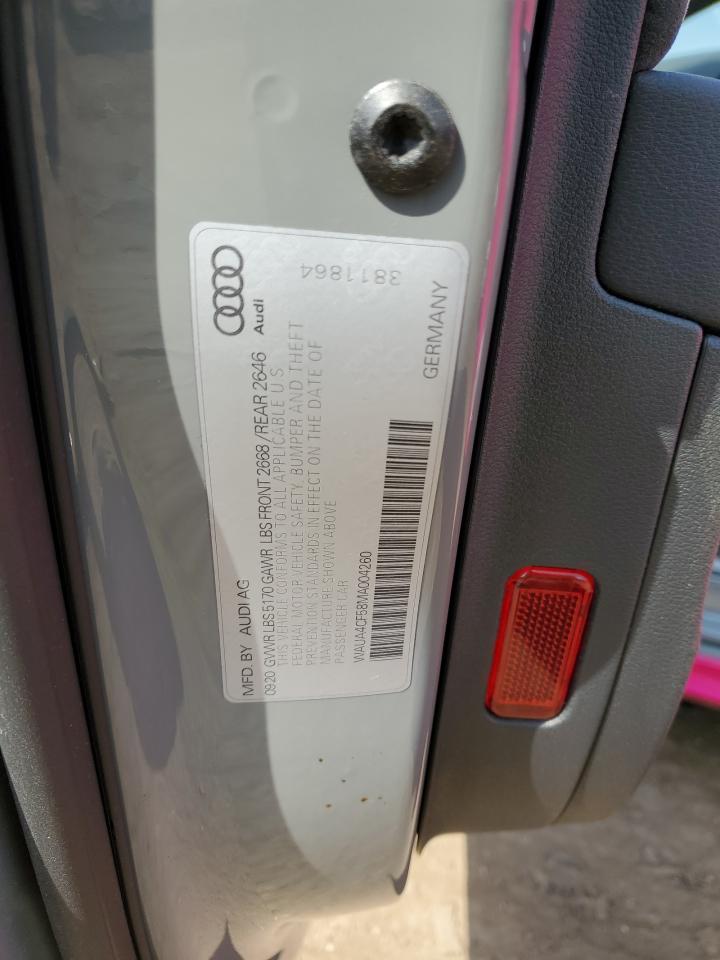 Audi
3811864
MFD. BY AUDI AG
0920 GVWR LBS 5170 GAWR LBS FRONT 2668 / REAR 2646
THIS VEHICLE CONFORMS TO ALL APPLICABLE U S
FEDERAL MOTOR VEHICLE SAFETY, BUMPER AND THEFT
PREVENTION STANDARDS IN EFFECT ON THE DATE OF
MANUFACTURE SHOWN ABOVE
PASSENGER CAR
WAUA4CF58MA004260
GERMANY